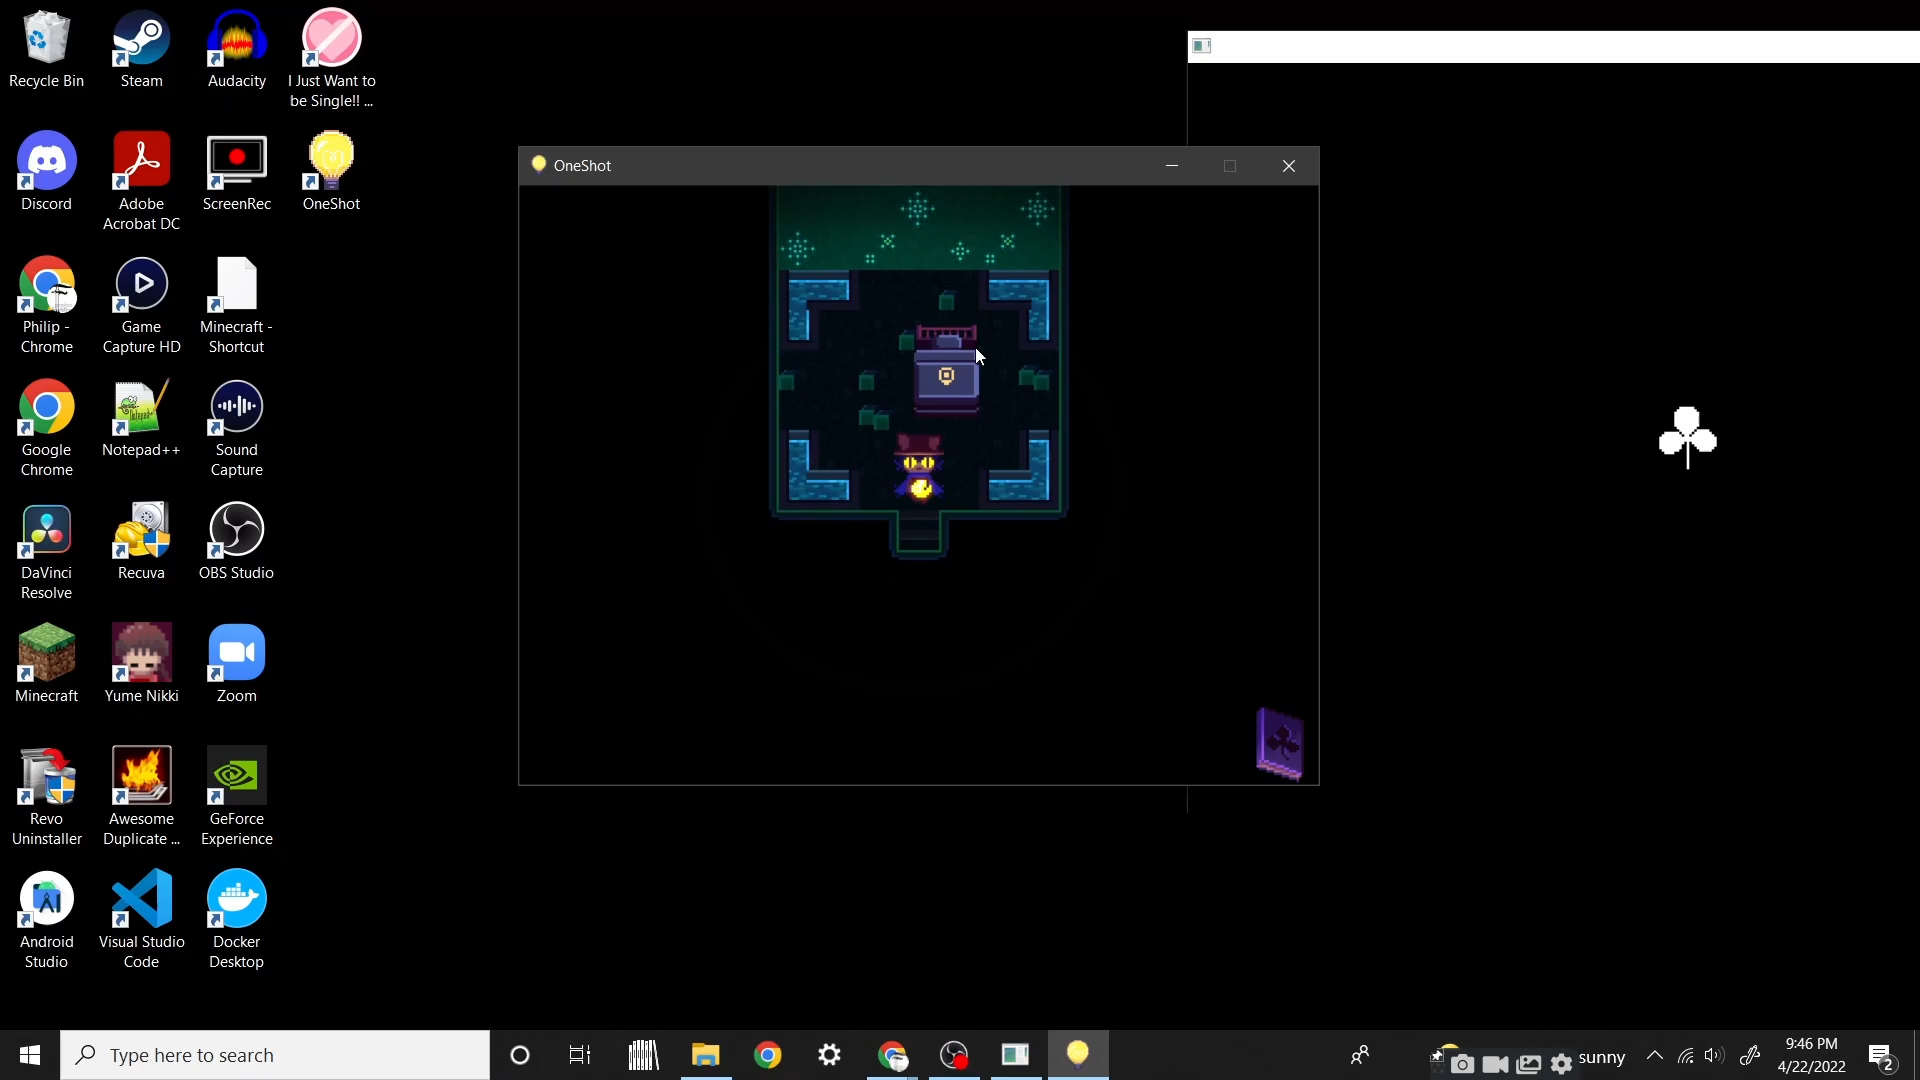 Recycle Bin
Steam
Audacity
I Just Want to
be Single!! ...
Discord
Adobe
Acrobat DC
ScreenRec
OneShot
Philip -
Chrome
Game
Capture HD
Minecraft -
Shortcut
Google
Chrome
Notepad++
Sound
Capture
DaVinci
Resolve
Recuva
OBS Studio
Minecraft
Yume Nikki
Zoom
Revo
Uninstaller
Awesome
Duplicate ...
GeForce
Experience
Android
Studio
Visual Studio
Code
Docker
Desktop
OneShot
Type here to search
sunny
9:46 PM
4/22/2022
2